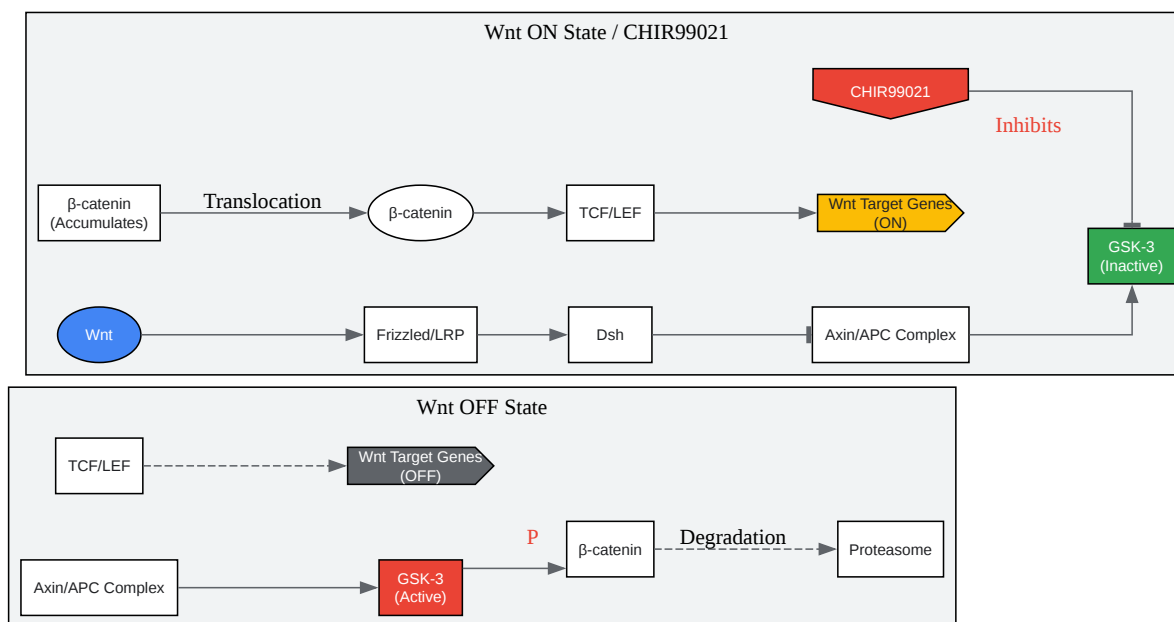 Wnt ON State / CHIR99021
CHIR99021
Inhibits
β-catenin
(Accumulates)
Translocation
β-catenin
TCF/LEF
Wnt Target Genes
(ON)
GSK-3
(Inactive)
Wnt
Frizzled/LRP
Dsh
Axin/APC Complex
Wnt OFF State
TCF/LEF
Wnt Target Genes
(OFF)
Axin/APC Complex
GSK-3
(Active)
P
β-catenin
Degradation
Proteasome